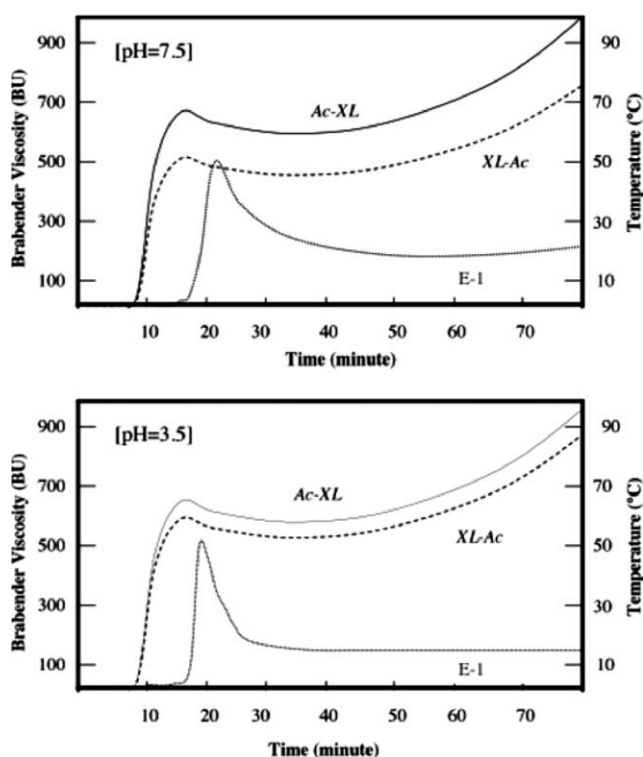 [pH=7.5]
Brabender Viscosity (BU)
900
700
500
300
100
Ac-XL
XL-Ac
E-1
90
70
50
30
10
Temperature (°C)
10 20 30 40 50 60 70
Time (minute)
[pH=3.5]
Brabender Viscosity (BU)
900
700
500
300
100
Ac-XL
XL-Ac
E-1
90
70
50
30
10
Temperature (°C)
10 20 30 40 50 60 70
Time (minute)